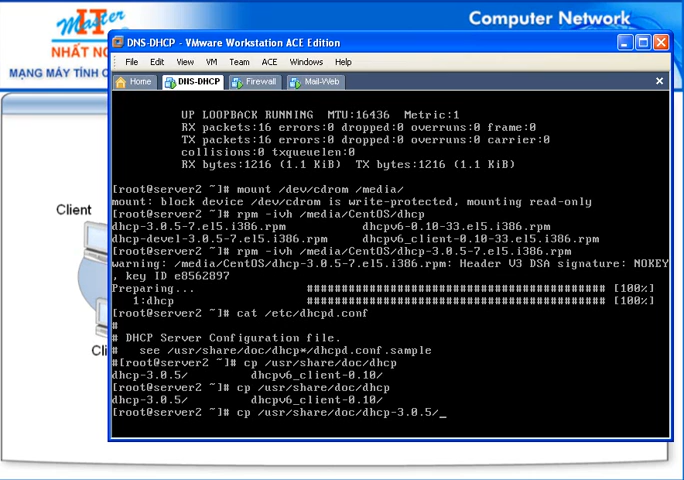 Master
IT
NHẤT NG
MẠNG MÁY TÍNH C
Computer Network
DNS-DHCP - VMware Workstation ACE Edition
File Edit View VM Team ACE Windows Help
Home DNS-DHCP Firewall Mail-Web
UP LOOPBACK RUNNING  MTU:16436  Metric:1
RX packets:16 errors:0 dropped:0 overruns:0 frame:0
TX packets:16 errors:0 dropped:0 overruns:0 carrier:0
collisions:0 txqueuelen:0
RX bytes:1216 (1.1 KiB)  TX bytes:1216 (1.1 KiB)
[root@server2 ~]# mount /dev/cdrom /media/
mount: block device /dev/cdrom is write-protected, mounting read-only
[root@server2 ~]# rpm -ivh /media/CentOS/dhcp
dhcp-3.0.5-7.el5.i386.rpm dhcpv6-0.10-33.el5.i386.rpm
dhcp-devel-3.0.5-7.el5.i386.rpm dhcpv6_client-0.10-33.el5.i386.rpm
[root@server2 ~]# rpm -ivh /media/CentOS/dhcp-3.0.5-7.el5.i386.rpm
warning: /media/CentOS/dhcp-3.0.5-7.el5.i386.rpm: Header V3 DSA signature: NOKEY
, key ID e8562897
Preparing... ########################################### [100%]
1:dhcp ########################################### [100%]
[root@server2 ~]# cat /etc/dhcpd.conf
#
# DHCP Server Configuration file.
#   see /usr/share/doc/dhcp*/dhcpd.conf.sample
#[root@server2 ~]# cp /usr/share/doc/dhcp
dhcp-3.0.5/ dhcpv6_client-0.10/
[root@server2 ~]# cp /usr/share/doc/dhcp
dhcp-3.0.5/ dhcpv6_client-0.10/
[root@server2 ~]# cp /usr/share/doc/dhcp-3.0.5/_
Client
Cli